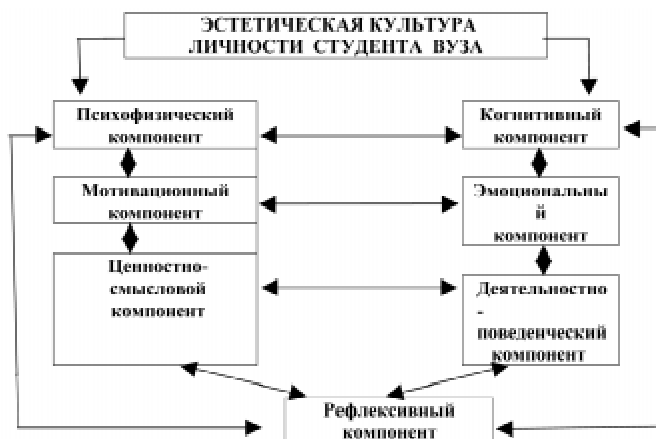 ЭСТЕТИЧЕСКАЯ КУЛЬТУРА
ЛИЧНОСТИ СТУДЕНТА ВУЗА
Психофизический
компонент
Когнитивный
компонент
Мотивационный
компонент
Эмоциональны
й
компонент
Ценностно-
смысловой
компонент
Деятельностно
-
поведенческий
компонент
Рефлексивный
компонент